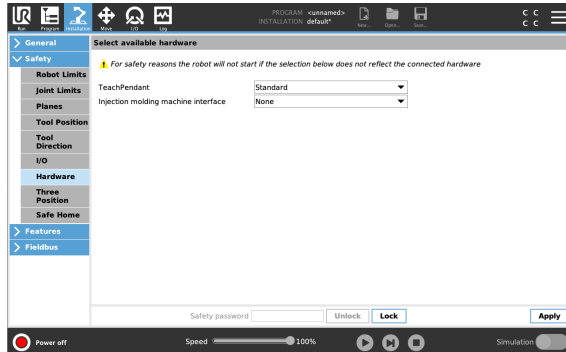 UR
PROGRAM <unnamed>
INSTALLATION default*
C C
C C
Run Program Installation Move I/O Log New... Open... Save...
General
Safety
Robot Limits
Joint Limits
Planes
Tool Position
Tool
Direction
I/O
Hardware
Three
Position
Safe Home
Features
Fieldbus
Select available hardware
For safety reasons the robot will not start if the selection below does not reflect the connected hardware
TeachPendant Standard
Injection molding machine interface None
Safety password Unlock Lock Apply
Power off Speed 100% Simulation